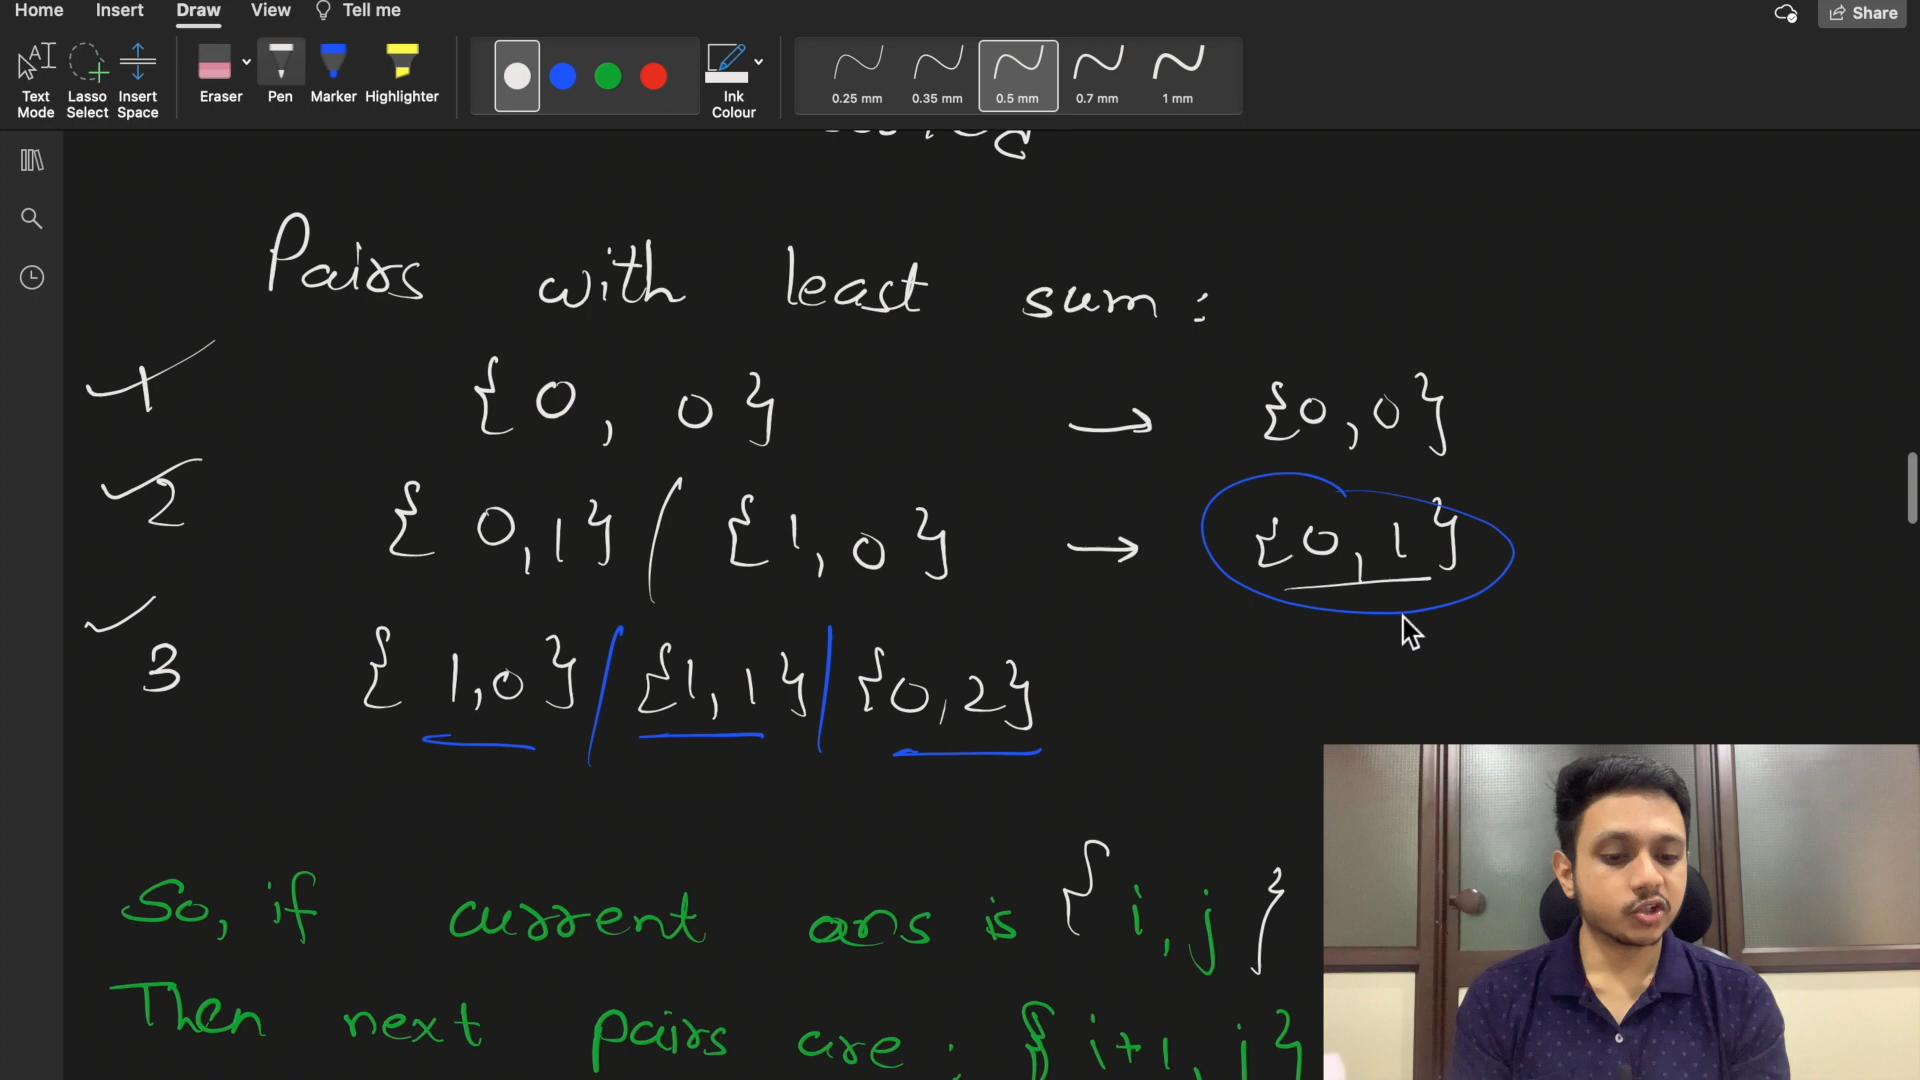 Home Insert Draw View Tell me Share
Text Mode Lasso Select Insert Space Eraser Pen Marker Highlighter Ink Colour 0.25 mm 0.35 mm 0.5 mm 0.7 mm 1 mm
Pairs with least sum :
1 {0, 0} → {0,0}
2 {0,1} / {1,0} → {0,1}
3 {1,0} / {1,1} | {0,2}
So, if current ans is {i,j}
Then next pairs are : {i+1, j}